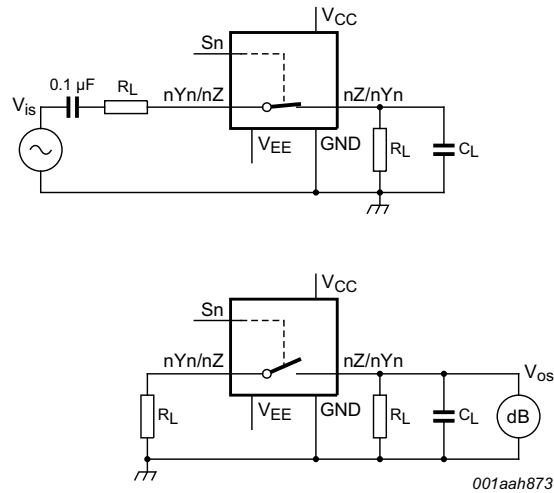 VCC
Sn
0.1 µF RL nYn/nZ nZ/nYn
Vis
VEE GND RL CL
VCC
Sn
nYn/nZ nZ/nYn Vos
RL VEE GND RL CL dB
001aah873